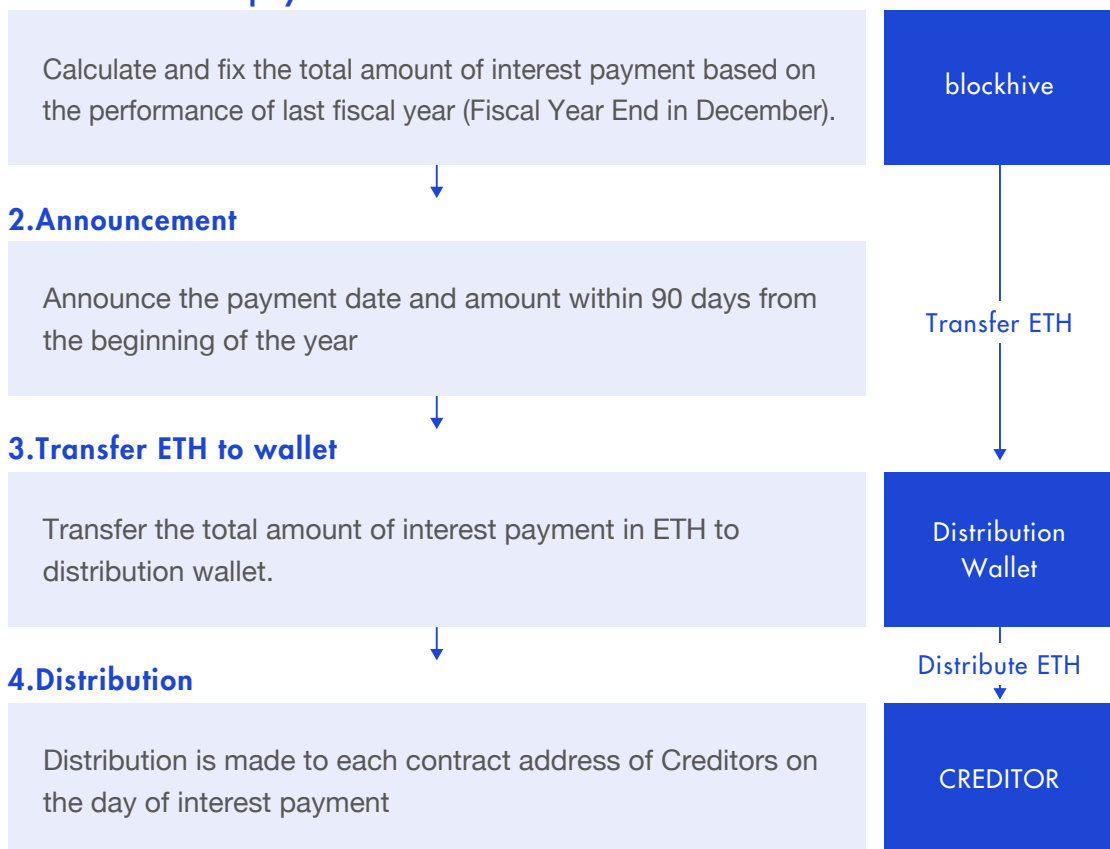 Calculate and fix the total amount of interest payment based on
the performance of last fiscal year (Fiscal Year End in December).
blockhive
2.Announcement
Announce the payment date and amount within 90 days from
the beginning of the year
Transfer ETH
3.Transfer ETH to wallet
Transfer the total amount of interest payment in ETH to
distribution wallet.
Distribution
Wallet
4.Distribution
Distribute ETH
Distribution is made to each contract address of Creditors on
the day of interest payment
CREDITOR